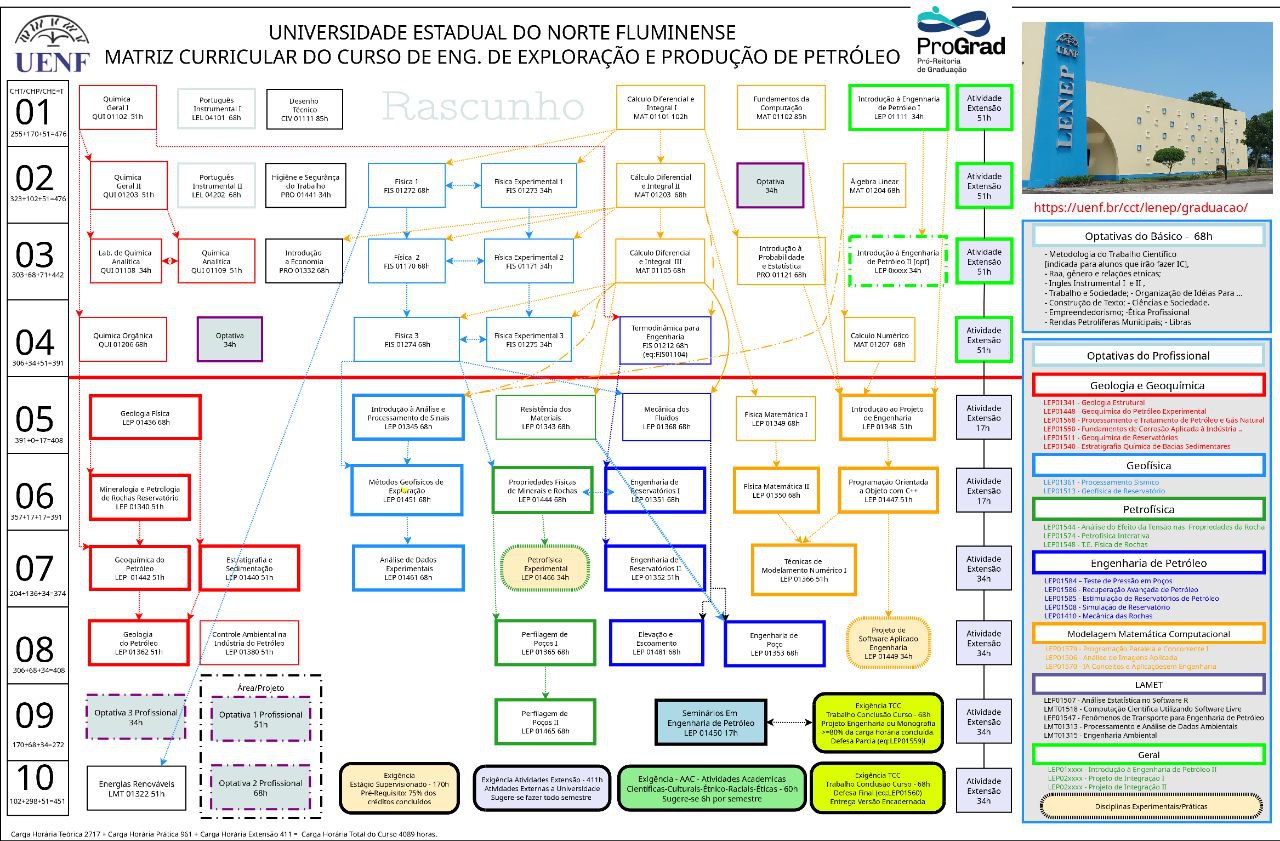 UNIVERSIDADE ESTADUAL DO NORTE FLUMINENSE
MATRIZ CURRICULAR DO CURSO DE ENG. DE EXPLORAÇÃO E PRODUÇÃO DE PETRÓLEO
UENF
ProGrad
Pró-Reitoria
de Graduação
Rascunho
LENEP
CHT/CHP/CHE=T
01
255+170+51=476
Química
Geral I
QUI 01102 51h
Português
Instrumental I
LEL 04101 68h
Desenho
Técnico
CIV 01111 85h
Cálculo Diferencial e
Integral I
MAT 01101 102h
Fundamentos da
Computação
MAT 01102 85h
Introdução à Engenharia
de Petróleo I
LEP 01111 34h
Atividade
Extensão
51h
02
323+102+51=476
Química
Geral II
QUI 01203 51h
Português
Instrumental II
LEL 04202 68h
Higiêne e Segurança
do Trabalho
PRO 01441 34h
Física 1
FIS 01272 68h
Física Experimental 1
FIS 01273 34h
Cálculo Diferencial
e Integral II
MAT 01203 68h
Optativa
34h
Álgebra Linear
MAT 01204 68h
Atividade
Extensão
51h
03
303+68+71=442
Lab. de Química
Analítica
QUI 01108 34h
Química
Analítica
QUI 01109 51h
Introdução
a Economia
PRO 01332 68h
Física 2
FIS 01170 68h
Física Experimental 2
FIS 01171 34h
Cálculo Diferencial
e Integral III
MAT 01105 68h
Introdução à
Probabilidade
e Estatística
PRO 01121 68h
Introdução à Engenharia
de Petróleo II [opt]
LEP 0xxxx 34h
Atividade
Extensão
51h
04
306+34+51=391
Química Orgânica
QUI 01206 68h
Optativa
34h
Física 3
FIS 01274 68h
Física Experimental 3
FIS 01275 34h
Termodinâmica para
Engenharia
FIS 01212 68h
(eq:FIS01104)
Cálculo Numérico
MAT 01207 68h
Atividade
Extensão
51h
05
391+0+17=408
Geologia Física
LEP 01436 68h
Introdução à Análise e
Processamento de Sinais
LEP 01346 68h
Resistência dos
Materiais
LEP 01343 68h
Mecânica dos
Fluídos
LEP 01368 68h
Física Matemática I
LEP 01349 68h
Introdução ao Projeto
de Engenharia
LEP 01348 51h
Atividade
Extensão
17h
06
357+17+17=391
Mineralogia e Petrologia
de Rochas Reservatório
LEP 01340 51h
Métodos Geofísicos de
Exploração
LEP 01451 68h
Propriedades Físicas
de Minerais e Rochas
LEP 01444 68h
Engenharia de
Reservatórios I
LEP 01351 68h
Física Matemática II
LEP 01350 68h
Programação Orientada
a Objeto com C++
LEP 01447 51h
Atividade
Extensão
17h
07
204+136+34=374
Geoquímica do
Petróleo
LEP 01442 51h
Estratigrafia e
Sedimentação
LEP 01440 51h
Análise de Dados
Experimentais
LEP 01461 68h
Petrofísica
Experimental
LEP 01466 34h
Engenharia de
Reservatórios II
LEP 01352 51h
Técnicas de
Modelamento Numérico I
LEP 01366 51h
Atividade
Extensão
34h
08
306+68+34=408
Geologia
do Petróleo
LEP 01362 51h
Controle Ambiental na
Indústria do Petróleo
LEP 01380 51h
Perfilagem de
Poços I
LEP 01365 68h
Elevação e
Escoamento
LEP 01481 68h
Engenharia de
Poço
LEP 01353 68h
Projeto de
Software Aplicado
Engenharia
LEP 01449 34h
Atividade
Extensão
34h
09
170+68+34=272
Optativa 3 Profissional
34h
Área/Projeto
Optativa 1 Profissional
51h
Perfilagem de
Poços II
LEP 01465 68h
Seminários Em
Engenharia de Petróleo
LEP 01450 17h
Exigência TCC
Trabalho Conclusão Curso - 68h
Projeto Engenharia eu Monografia
>=80% da carga horária concluída.
Defesa Parcia (eq:LEP01559)l
Atividade
Extensão
34h
10
102+298+51=451
Energias Renováveis
LMT 01322 51h
Optativa 2 Profissional
68h
Exigência
Estágio Supervisionado - 170h
Pré-Requisito 75% dos
créditos concluídos
Exigência Atividades Extensão - 411h
Atividades Externas a Universidade
Sugere se fazer todo semestre
Exigência - AAC - Atividades Academicas
Científicas-Culturais-Étnico-Raciais-Éticas - 60h
Sugere-se 6h por semestre
Exigência TCC
Trabalho Conclusão Curso - 68h
Defesa Final (eq:LEP01560)
Entrega Versão Encadernada
Atividade
Extensão
34h
Carga Horária Teórica 2717 + Carga Horária Prática 961 + Carga Horária Extensão 411 = Carga Horária Total do Curso 4089 horas.
https://uenf.br/cct/lenep/graduacao/
Optativas do Básico – 68h
- Metodologia co Trabalho Científico
[indicada para alunos que irão fazer IC],
- Raa, gênero e relações etnicas;
- Ingles Instrumental I e II,
- Trabalho e Sociedade; - Organização de Idéias Para ...
- Construção de Texto; - Ciências e Sociedade.
- Empreendedorismo; -Ética Profissional
- Rendas Petrolíferas Municipais; - Libras
Optativas do Profissional
Geologia e Geoquímica
LEP01341 - Geologia Estrutural
LEP01448 - Geoquímica do Petróleo Experimental
LEP01568 - Processamento e Tratamento de Petróleo e Gás Natural
LEP01550 - Fundamentos de Corrosão Aplicada à Indústria ..
LEP01511 - Geoquímica de Reservatórios
LEP01540 - Estratigrafia Química de Bacias Sedimentares
Geofísica
LEP01361 - Processamento Sísmico
LEP01513 - Geofísica de Reservatório
Petrofísica
LEP01544 - Análise do Efeito da Tensão nas Propriedades da Rocha
LEP01574 - Petrofísica Interativa
LEP01548 - T.E. Física de Rochas
Engenharia de Petróleo
LEP01584 – Teste de Pressão em Poços
LEP01586 - Recuperação Avançada de Petróleo
LEP01585 - Estimulação de Reservatórios de Petróleo
LEP01508 - Simulação de Reservatório
LEP01410 - Mecânica das Rochas
Modelagem Matemática Computacional
LEP01379 - Programação Paralela e Concorrente I
LEP01506 - Análise de Imagens Aplicada
LEP01570 - IA Conceitos e Aplicaçõesem Engenharia
LAMET
LEP01507 - Análise Estatística no Software R
LMT01518 - Computação Científica Utilizando Software Livre
LEP01547 - Fenômenos de Transporte para Engenharia de Petróleo
LMT01313 - Processamento e Análise de Dados Ambientais
LMT01315 - Engenharia Ambiental
Geral
LEP01xxxx - Introdução à Engenharia de Petróleo II
LEP02xxxx - Projeto de Integração I
LEP02xxxx - Projeto de Integração II
Disciplinas Experimentais/Práticas